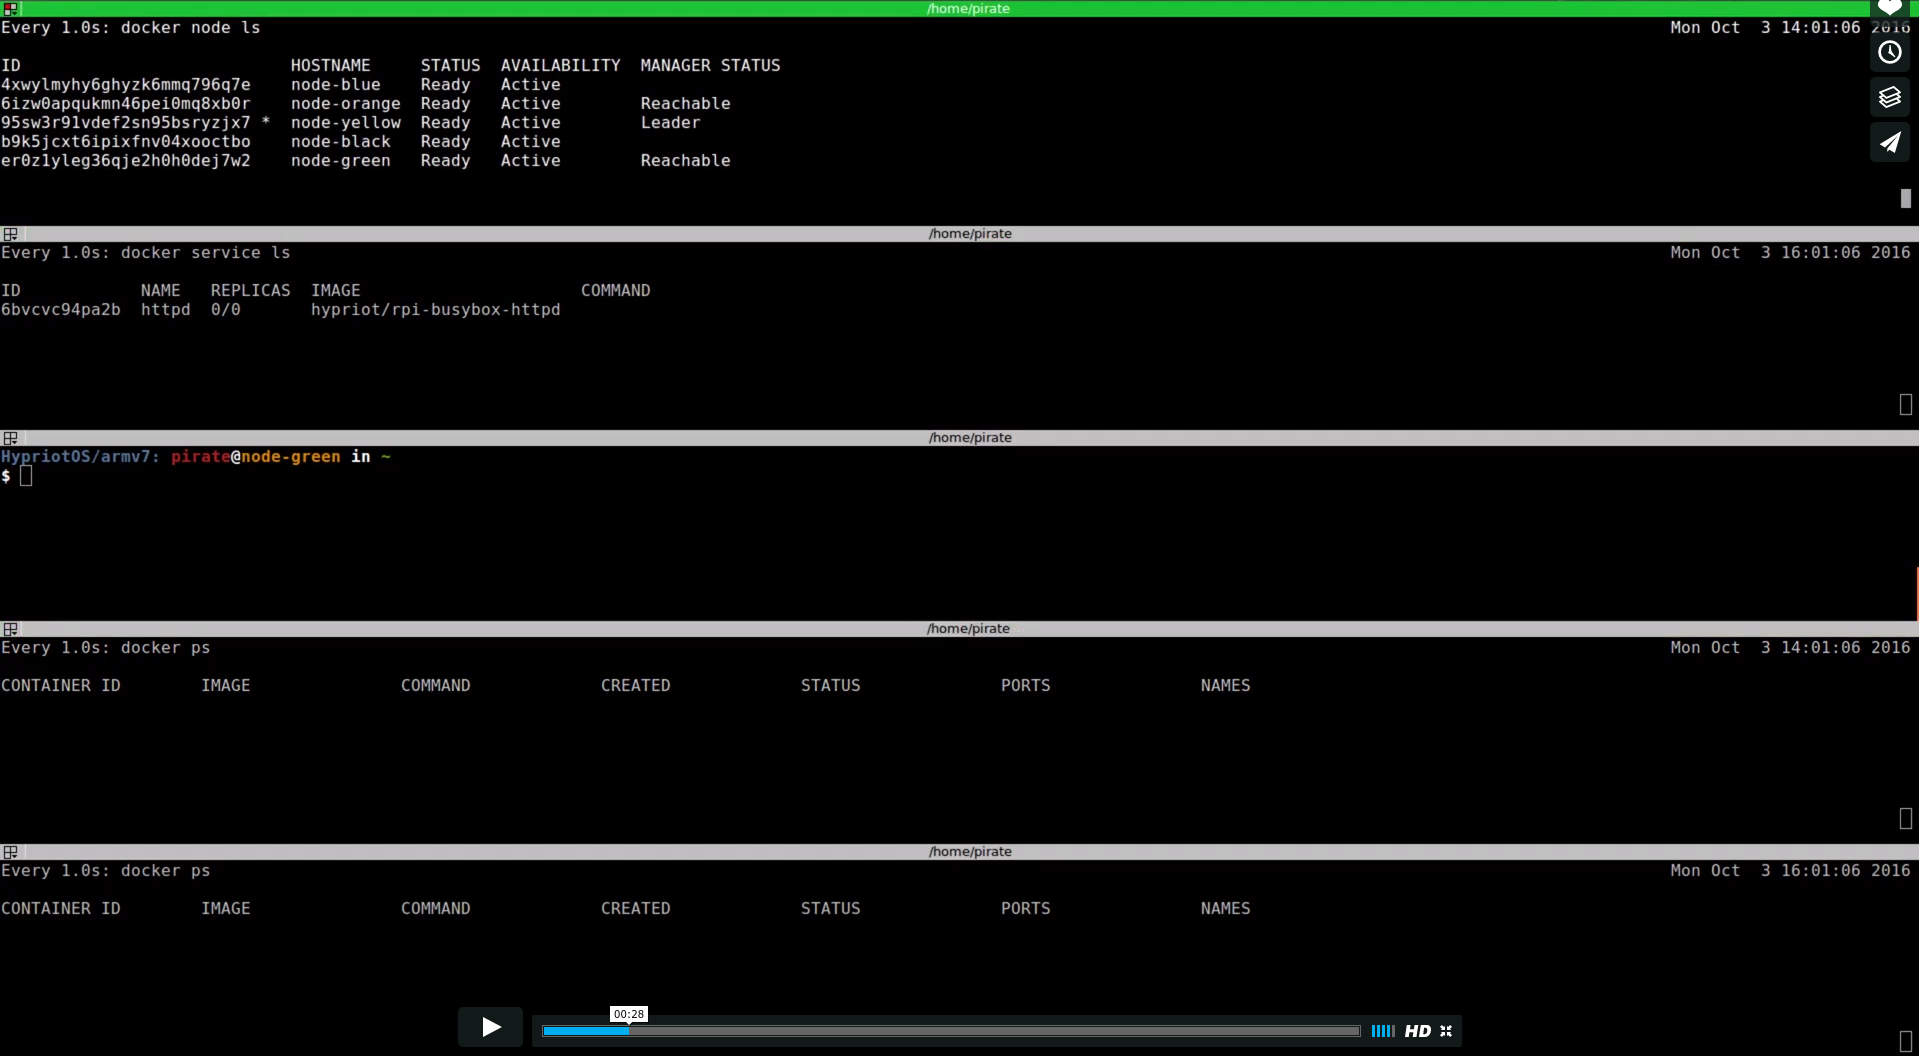 /home/pirate
Every 1.0s: docker node ls Mon Oct  3 14:01:06 2016
ID HOSTNAME STATUS AVAILABILITY MANAGER STATUS
4xwylmyhy6ghyzk6mmq796q7e node-blue Ready Active
6izw0apqukmn46pei0mq8xb0r node-orange Ready Active Reachable
95sw3r91vdef2sn95bsryzjx7 * node-yellow Ready Active Leader
b9k5jcxt6ipixfnv04xooctbo node-black Ready Active
er0z1yleg36qje2h0h0dej7w2 node-green Ready Active Reachable
/home/pirate
Every 1.0s: docker service ls Mon Oct  3 16:01:06 2016
ID NAME REPLICAS IMAGE COMMAND
6bvcvc94pa2b httpd 0/0 hypriot/rpi-busybox-httpd
/home/pirate
HypriotOS/armv7: pirate@node-green in ~
$
/home/pirate
Every 1.0s: docker ps Mon Oct  3 14:01:06 2016
CONTAINER ID IMAGE COMMAND CREATED STATUS PORTS NAMES
/home/pirate
Every 1.0s: docker ps Mon Oct  3 16:01:06 2016
CONTAINER ID IMAGE COMMAND CREATED STATUS PORTS NAMES
00:28
HD